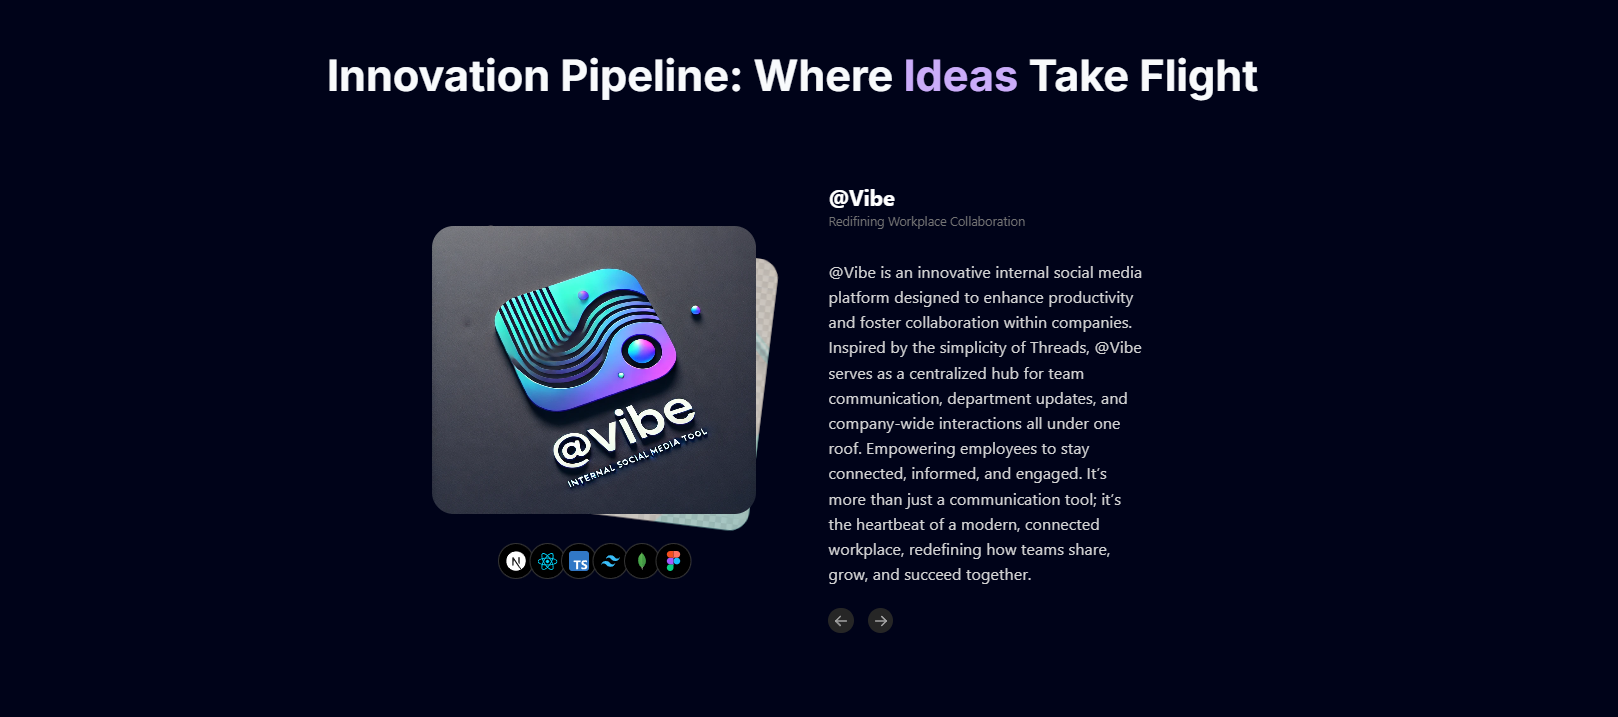 Innovation Pipeline: Where Ideas Take Flight
@Vibe
Redifining Workplace Collaboration
@Vibe is an innovative internal social media
platform designed to enhance productivity
and foster collaboration within companies.
Inspired by the simplicity of Threads, @Vibe
serves as a centralized hub for team
communication, department updates, and
company-wide interactions all under one
roof. Empowering employees to stay
connected, informed, and engaged. It’s
more than just a communication tool; it’s
the heartbeat of a modern, connected
workplace, redefining how teams share,
grow, and succeed together.
@vibe
INTERNAL SOCIAL MEDIA TOOL
N
TS